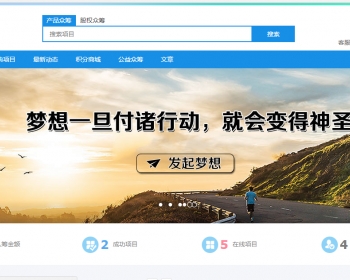 产品众筹 股权众筹
搜索项目 搜索
客服
项目 最新动态 积分商城 公益众筹 文章
梦想一旦付诸行动，就会变得神圣
发起梦想
筹金额 2 成功项目 5 在线项目 4